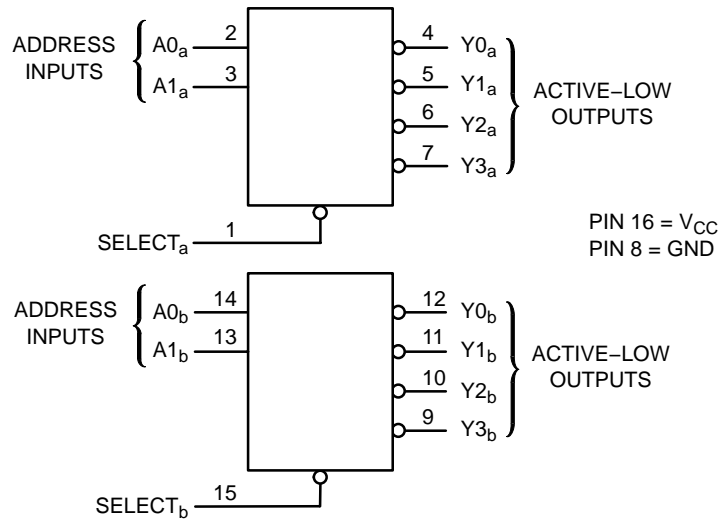 ADDRESS
INPUTS
A0a
2
A1a
3
4
Y0a
5
Y1a
6
Y2a
7
Y3a
ACTIVE–LOW
OUTPUTS
SELECTa
1
PIN 16 = VCC
PIN 8 = GND
ADDRESS
INPUTS
A0b
14
A1b
13
12
Y0b
11
Y1b
10
Y2b
9
Y3b
ACTIVE–LOW
OUTPUTS
SELECTb
15